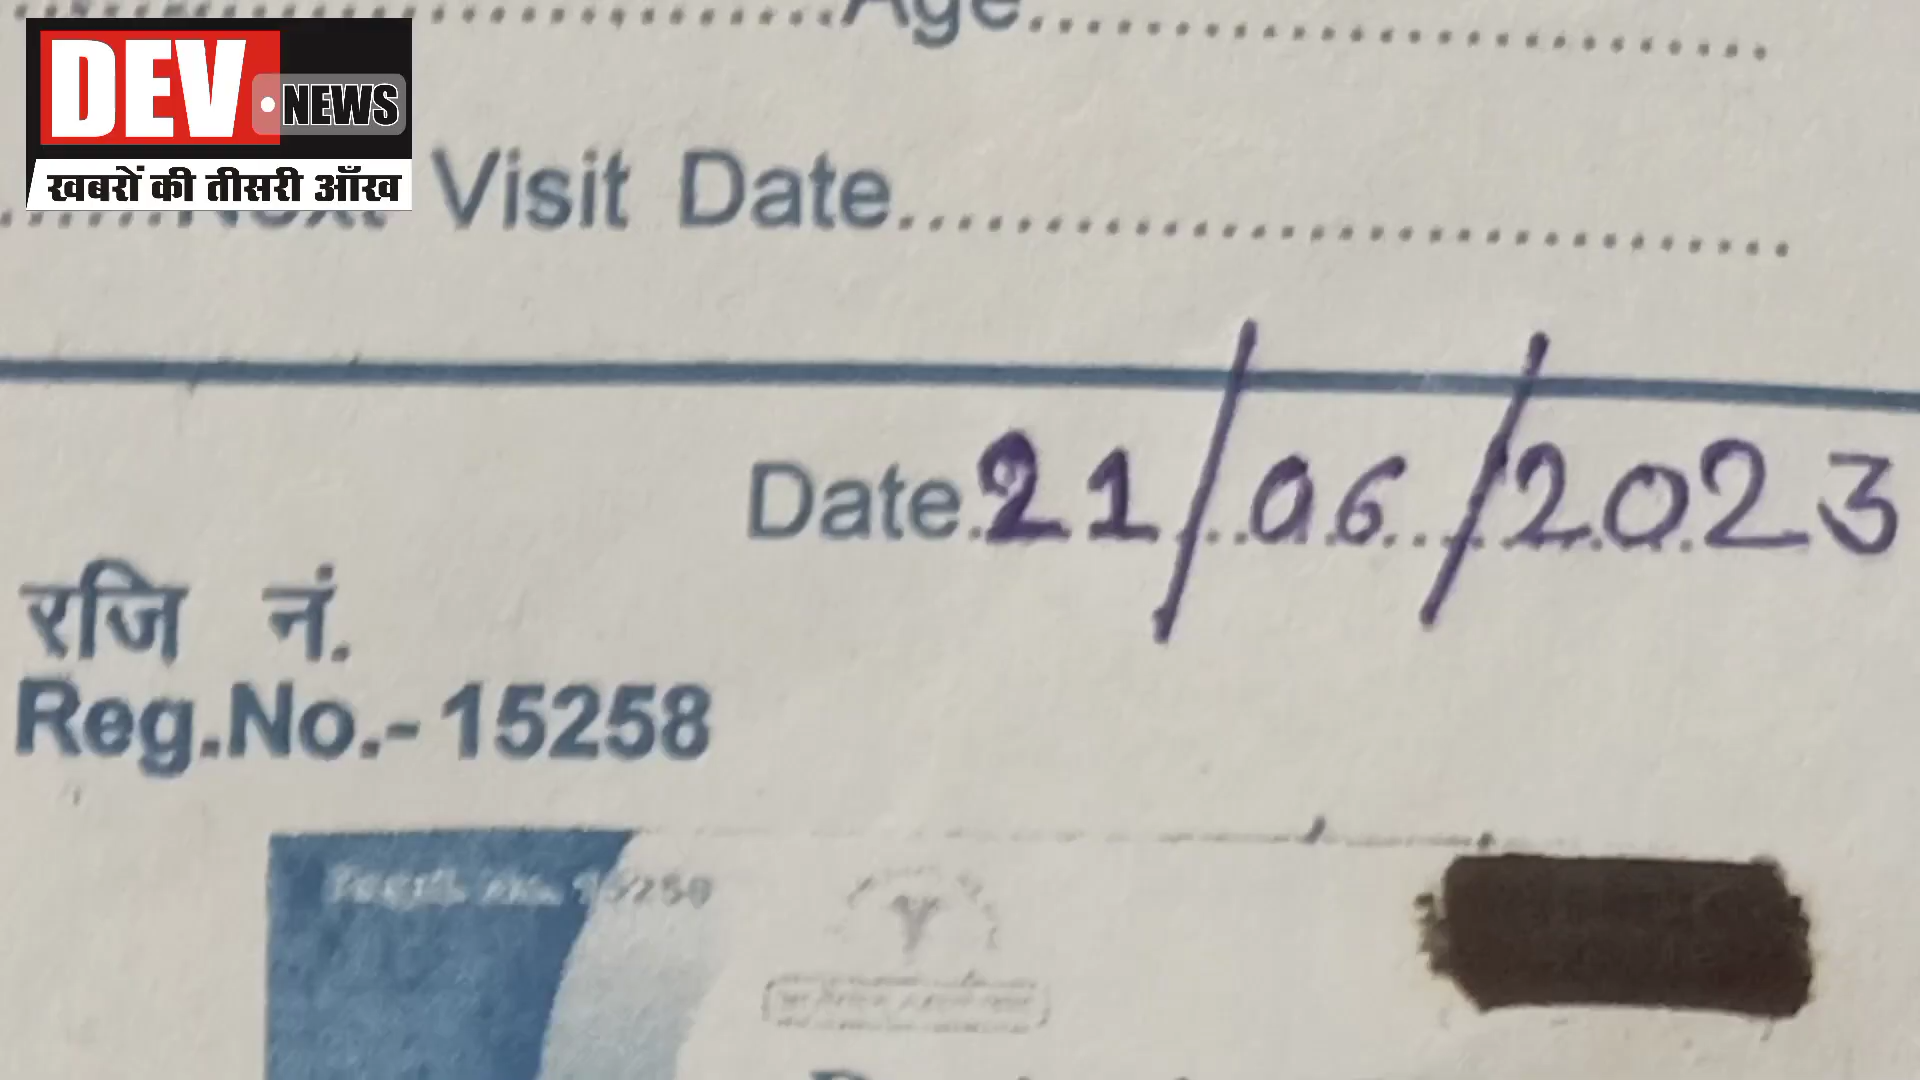 Age
DEV NEWS
खबरों की तीसरी आँख
Visit Date
Date 21/06/2023
रजि नं.
Reg.No.-15258